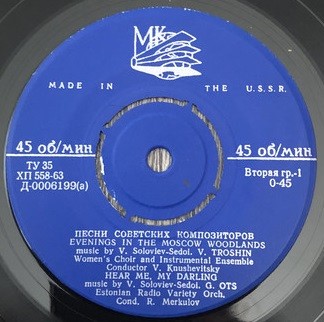 МК
MADE IN THE U.S.S.R.
45 об/мин 45 об/мин
ТУ 35
ХП 558-63
Д-0006199(а)
Вторая гр.-1
0-45
ПЕСНИ СОВЕТСКИХ КОМПОЗИТОРОВ
EVENINGS IN THE MOSCOW WOODLANDS
music by V. Soloviev-Sedoi. V. TROSHIN
Women's Choir and Instrumental Ensemble
Conductor V. Knushevitsky
HEAR ME, MY DARLING
music by V. Soloviev-Sedoi. G. OTS
Estonian Radio Variety Orch.
Cond. R. Merkulov